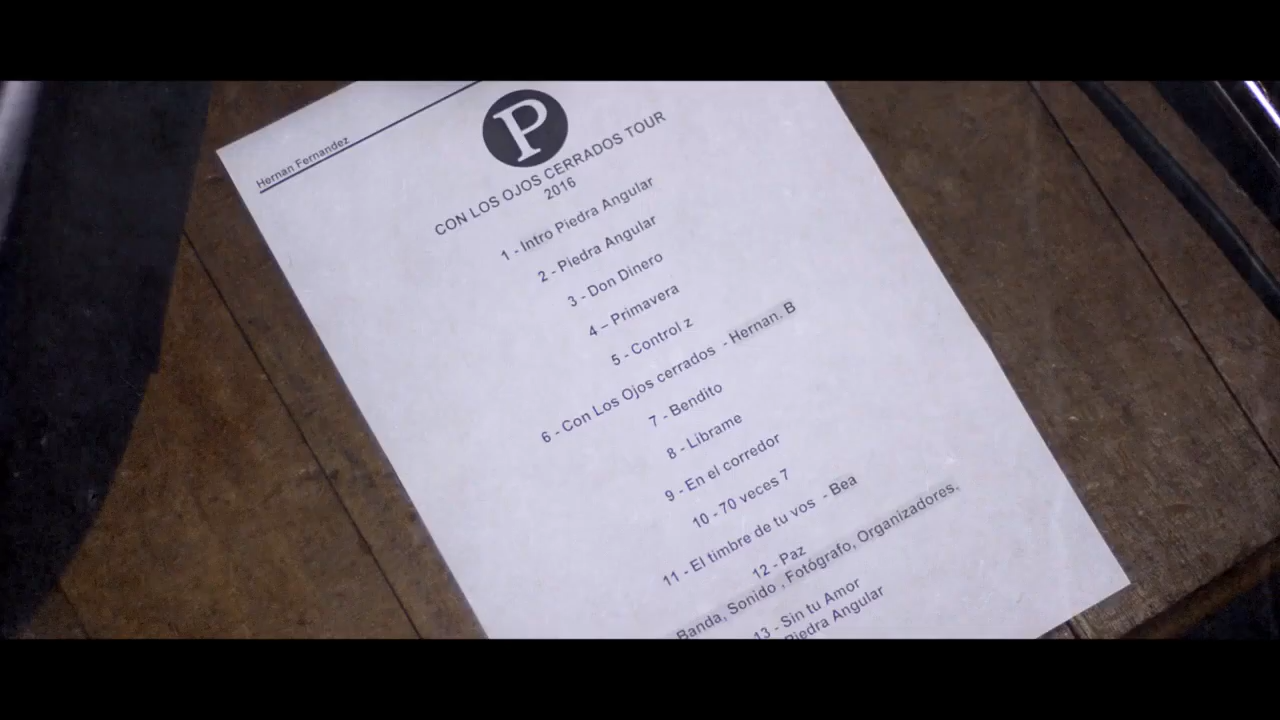 Hernan Fernandez
P
CON LOS OJOS CERRADOS TOUR
2016
1 - Intro Piedra Angular
2 - Piedra Angular
3 - Don Dinero
4 – Primavera
5 - Control z
6 - Con Los Ojos cerrados - Hernan. B
7 - Bendito
8 - Librame
9 - En el corredor
10 - 70 veces 7
11 - El timbre de tu vos - Bea
12 - Paz
Banda, Sonido , Fotógrafo, Organizadores.
13 - Sin tu Amor
Piedra Angular